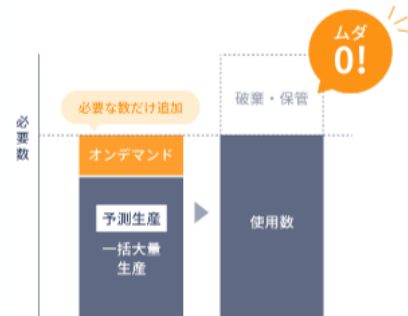 ムダ
0!
破棄・保管
必要な数だけ追加
必要数
オンデマンド
予測生産
一括大量
生産
使用数